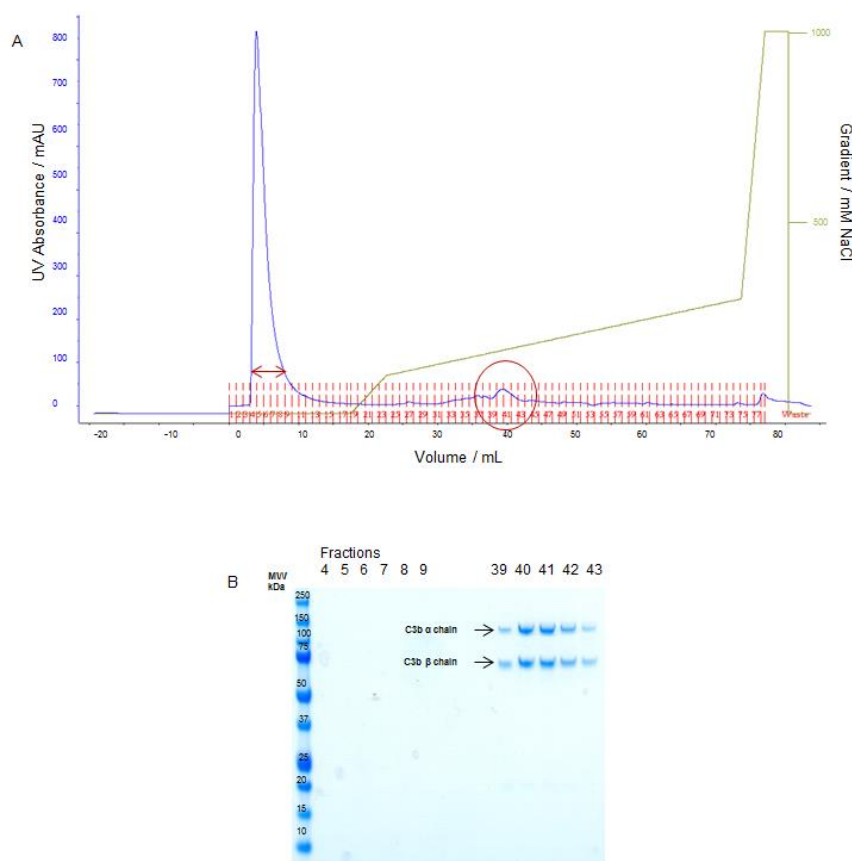 A
800
700
600
500
400
300
200
100
0
UV Absorbance / mAU
1000
500
Gradient / mM NaCl
-20 -10 0 10 20 30 40 50 60 70 80
Volume / mL
Fractions
B MW kDa 4 5 6 7 8 9 39 40 41 42 43
250
150
100
75
50
37
25
20
15
10
C3b α chain
C3b β chain